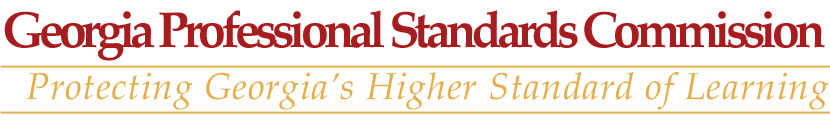 Georgia Professional Standards Commission
Protecting Georgia's Higher Standard of Learning